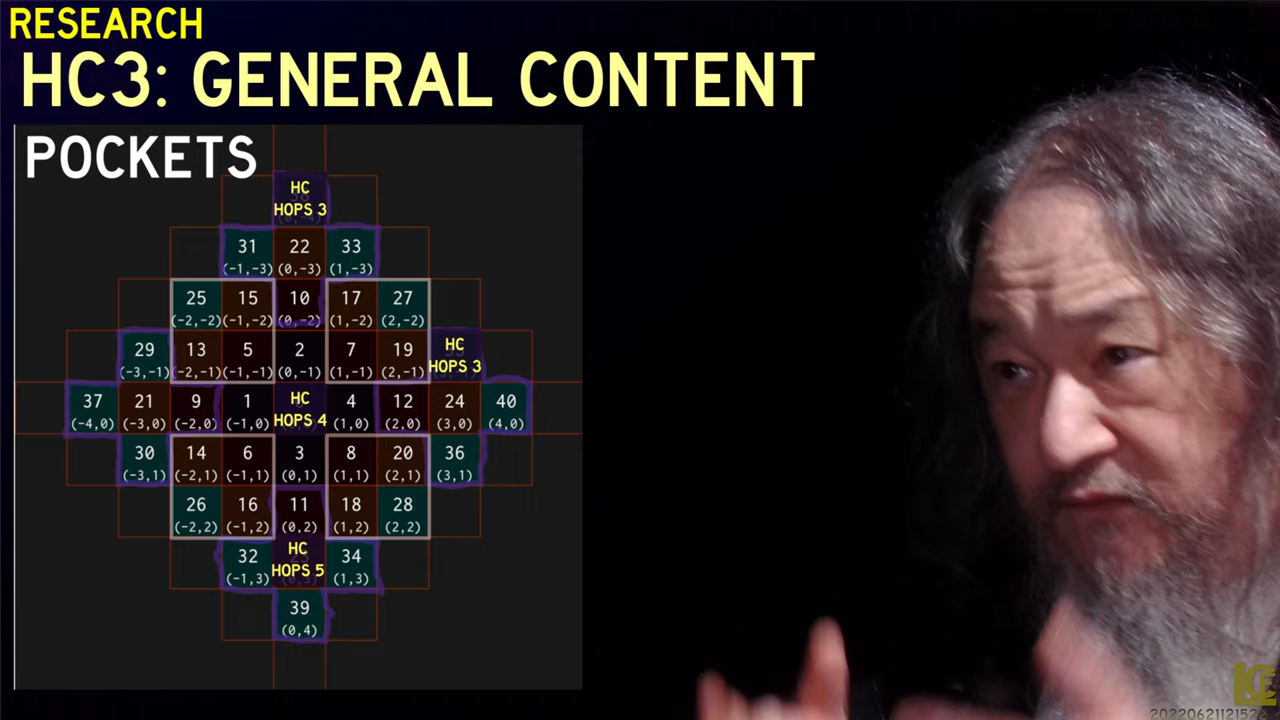 RESEARCH
HC3: GENERAL CONTENT
POCKETS
HC
HOPS 3
31 22 33
(-1,-3) (0,-3) (1,-3)
25 15 10 17 27
(-2,-2) (-1,-2) (0,-2) (1,-2) (2,-2)
29 13 5 2 7 19 HC
(-3,-1) (-2,-1) (-1,-1) (0,-1) (1,-1) (2,-1) HOPS 3
37 21 9 1 HC 4 12 24 40
(-4,0) (-3,0) (-2,0) (-1,0) HOPS 4 (1,0) (2,0) (3,0) (4,0)
30 14 6 3 8 20 36
(-3,1) (-2,1) (-1,1) (0,1) (1,1) (2,1) (3,1)
26 16 11 18 28
(-2,2) (-1,2) (0,2) (1,2) (2,2)
32 HC 34
(-1,3) HOPS 5 (1,3)
39
(0,4)